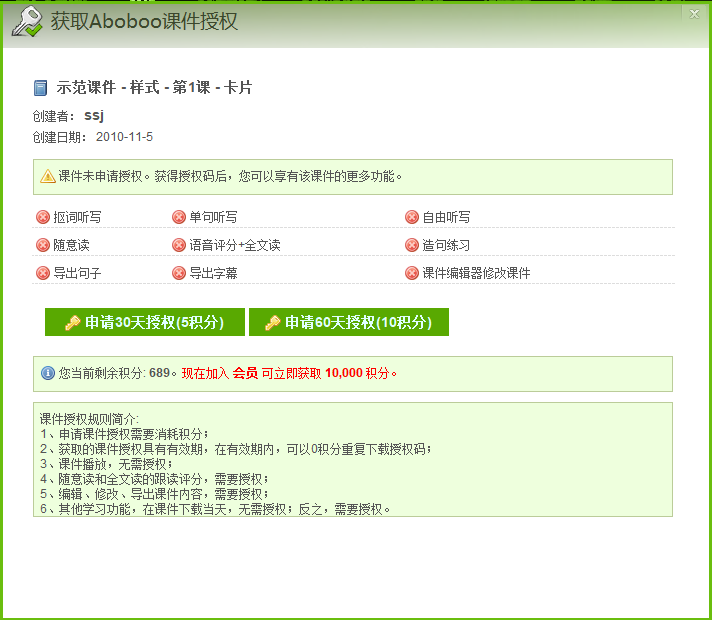 获取Aboboo课件授权
示范课件 - 样式 - 第1课 - 卡片
创建者： ssj
创建日期： 2010-11-5
课件未申请授权。获得授权码后，您可以享有该课件的更多功能。
抠词听写 单句听写 自由听写
随意读 语音评分+全文读 造句练习
导出句子 导出字幕 课件编辑器修改课件
申请30天授权(5积分) 申请60天授权(10积分)
您当前剩余积分: 689。现在加入 会员 可立即获取 10,000 积分。
课件授权规则简介:
1、申请课件授权需要消耗积分；
2、获取的课件授权具有有效期，在有效期内，可以0积分重复下载授权码；
3、课件播放，无需授权；
4、随意读和全文读的跟读评分，需要授权；
5、编辑、修改、导出课件内容，需要授权；
6、其他学习功能，在课件下载当天，无需授权；反之，需要授权。